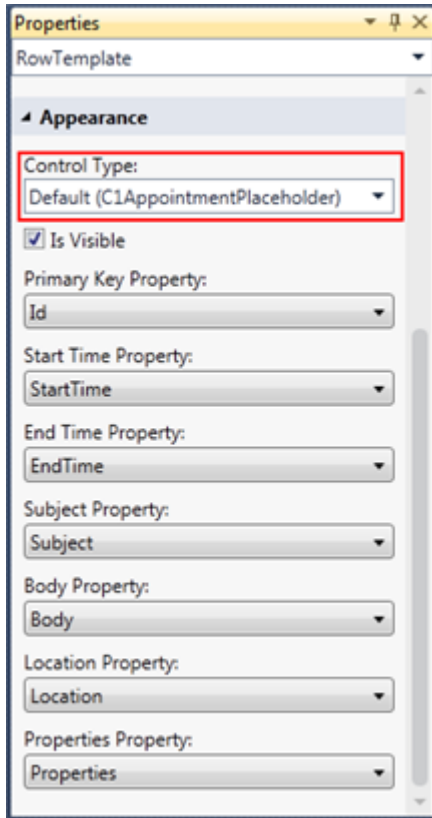 Properties
RowTemplate
Appearance
Control Type:
Default (C1AppointmentPlaceholder)
Is Visible
Primary Key Property:
Id
Start Time Property:
StartTime
End Time Property:
EndTime
Subject Property:
Subject
Body Property:
Body
Location Property:
Location
Properties Property:
Properties